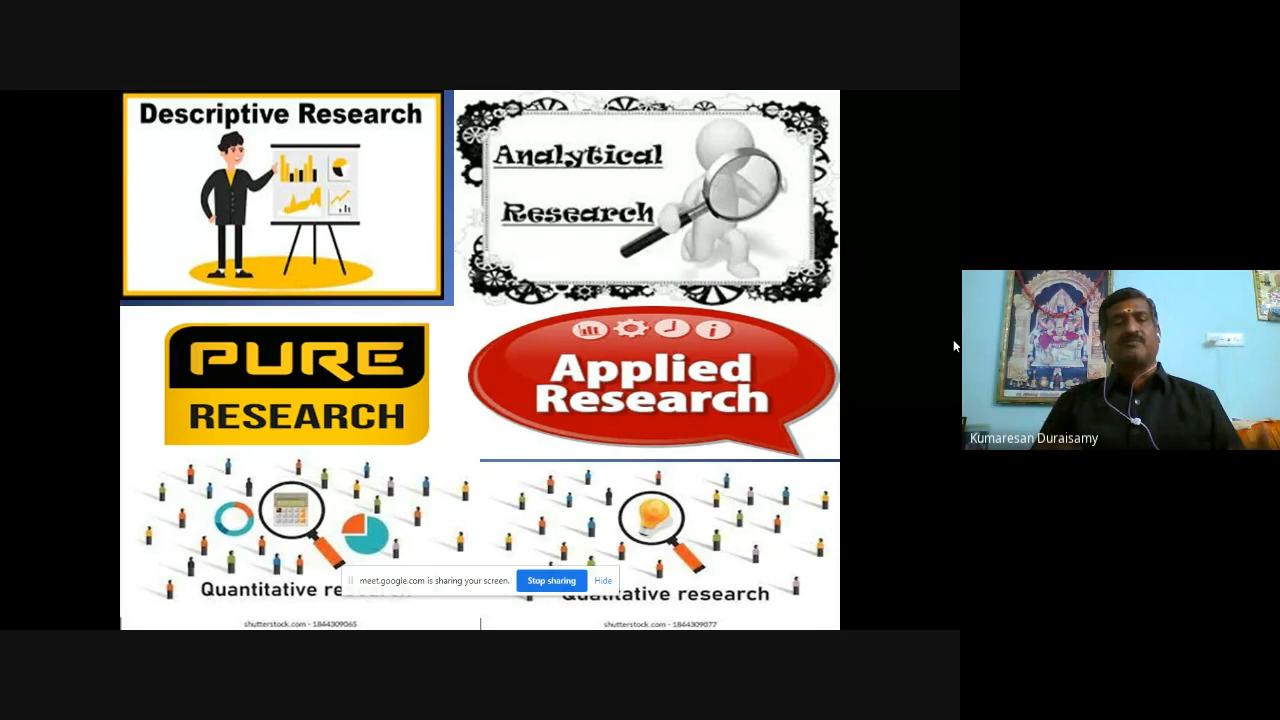 Descriptive Research
Analytical
Research
PURE
RESEARCH
Applied
Research
i
Kumaresan Duraisamy
meet.google.com is sharing your screen.
Stop sharing
Hide
Quantitative re
Qualitative research
shutterstock.com - 1844309065
shutterstock.com - 1844309077